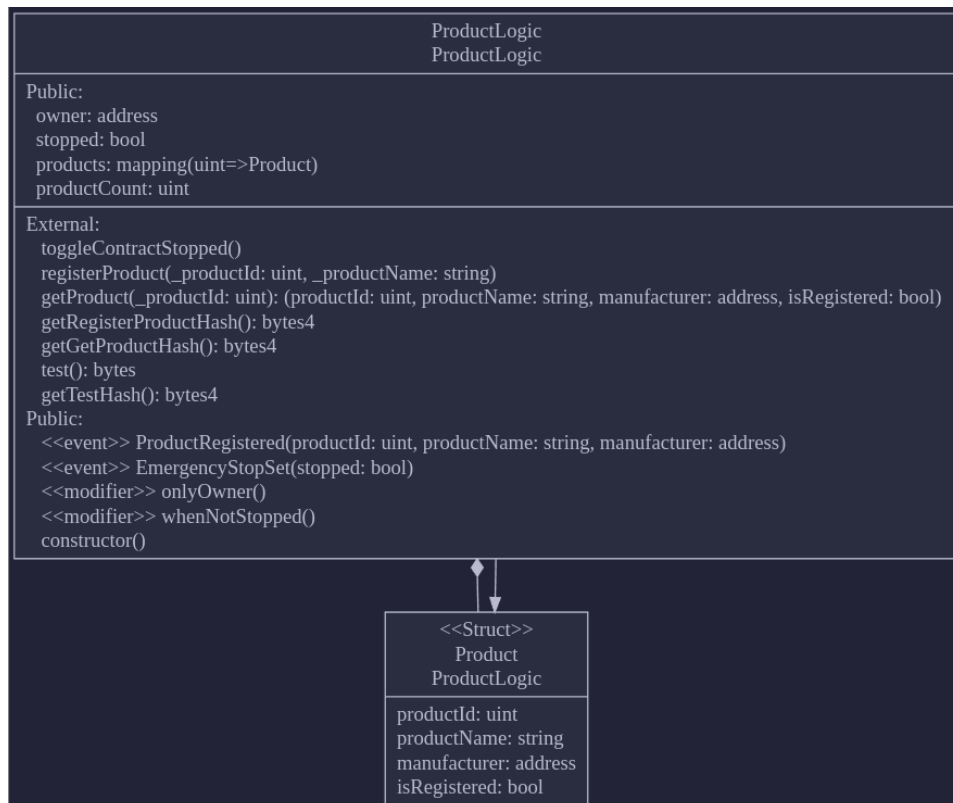 ProductLogic
ProductLogic
Public:
owner: address
stopped: bool
products: mapping(uint=>Product)
productCount: uint
External:
toggleContractStopped()
registerProduct(_productId: uint, _productName: string)
getProduct(_productId: uint): (productId: uint, productName: string, manufacturer: address, isRegistered: bool)
getRegisterProductHash(): bytes4
getGetProductHash(): bytes4
test(): bytes
getTestHash(): bytes4
Public:
<<event>> ProductRegistered(productId: uint, productName: string, manufacturer: address)
<<event>> EmergencyStopSet(stopped: bool)
<<modifier>> onlyOwner()
<<modifier>> whenNotStopped()
constructor()
<<Struct>>
Product
ProductLogic
productId: uint
productName: string
manufacturer: address
isRegistered: bool